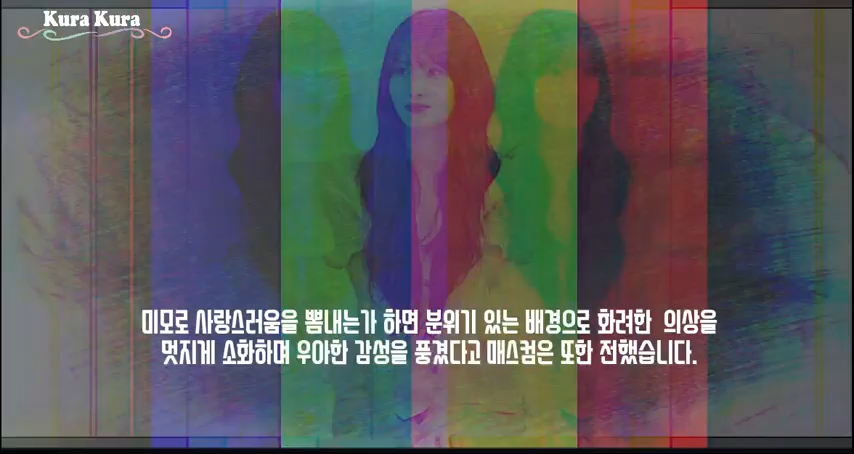 Kura Kura
미모로 사랑스러움을 뽐내는가 하면 분위기 있는 배경으로 화려한 의상을
멋지게 소화하며 우아한 감성을 풍겼다고 매스컴은 또한 전했습니다.